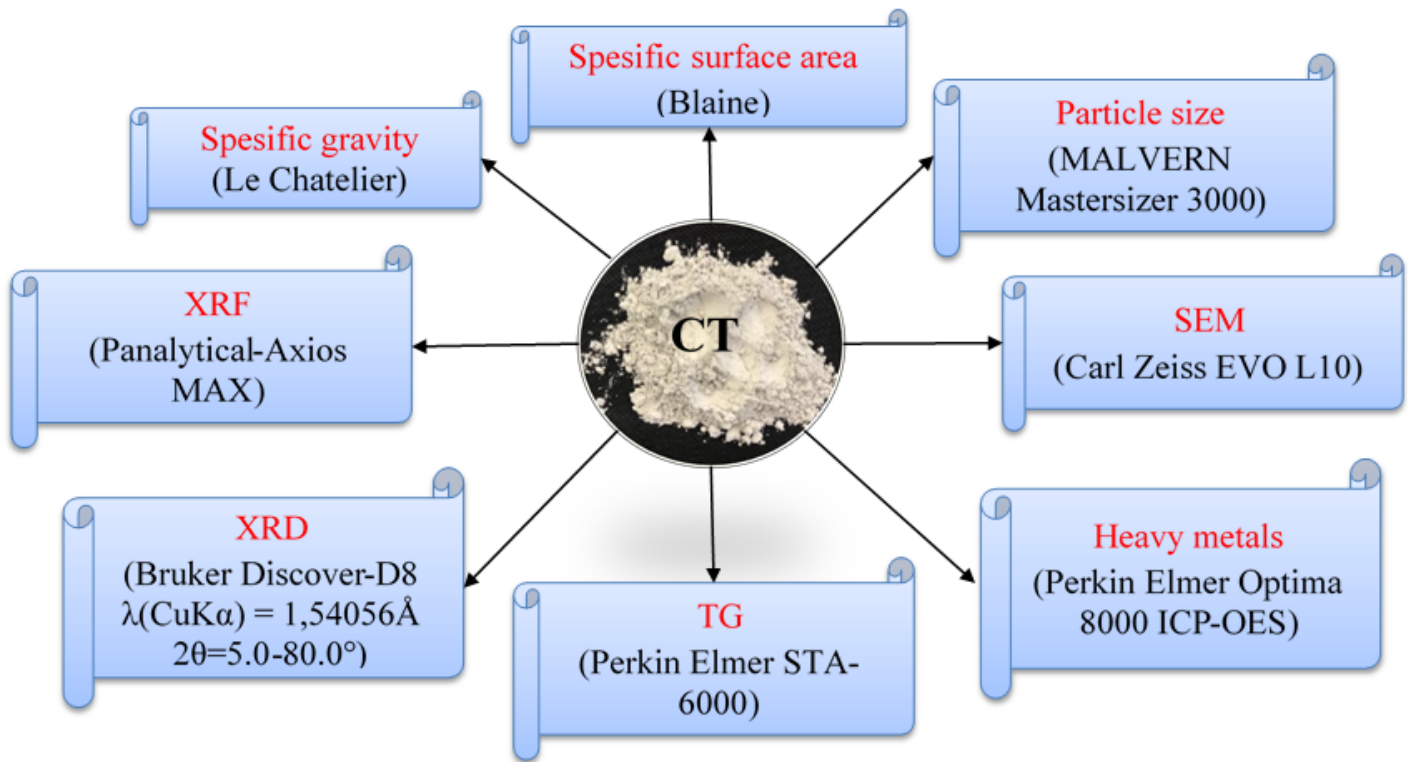 Spesific surface area
(Blaine)
Spesific gravity
(Le Chatelier)
Particle size
(MALVERN
Mastersizer 3000)
XRF
(Panalytical-Axios
MAX)
CT
SEM
(Carl Zeiss EVO L10)
XRD
(Bruker Discover-D8
λ(CuKα) = 1,54056Å
2θ=5.0-80.0°)
TG
(Perkin Elmer STA-
6000)
Heavy metals
(Perkin Elmer Optima
8000 ICP-OES)